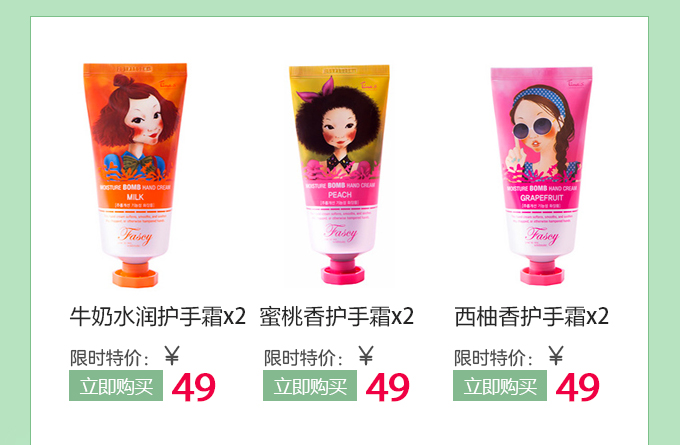 MOISTURE BOMB HAND CREAM
MILK
Fascy
MOISTURE BOMB HAND CREAM
PEACH
Fascy
MOISTURE BOMB HAND CREAM
GRAPEFRUIT
Fascy
牛奶水润护手霜x2
蜜桃香护手霜x2
西柚香护手霜x2
限时特价：￥
限时特价：￥
限时特价：￥
立即购买 49
立即购买 49
立即购买 49